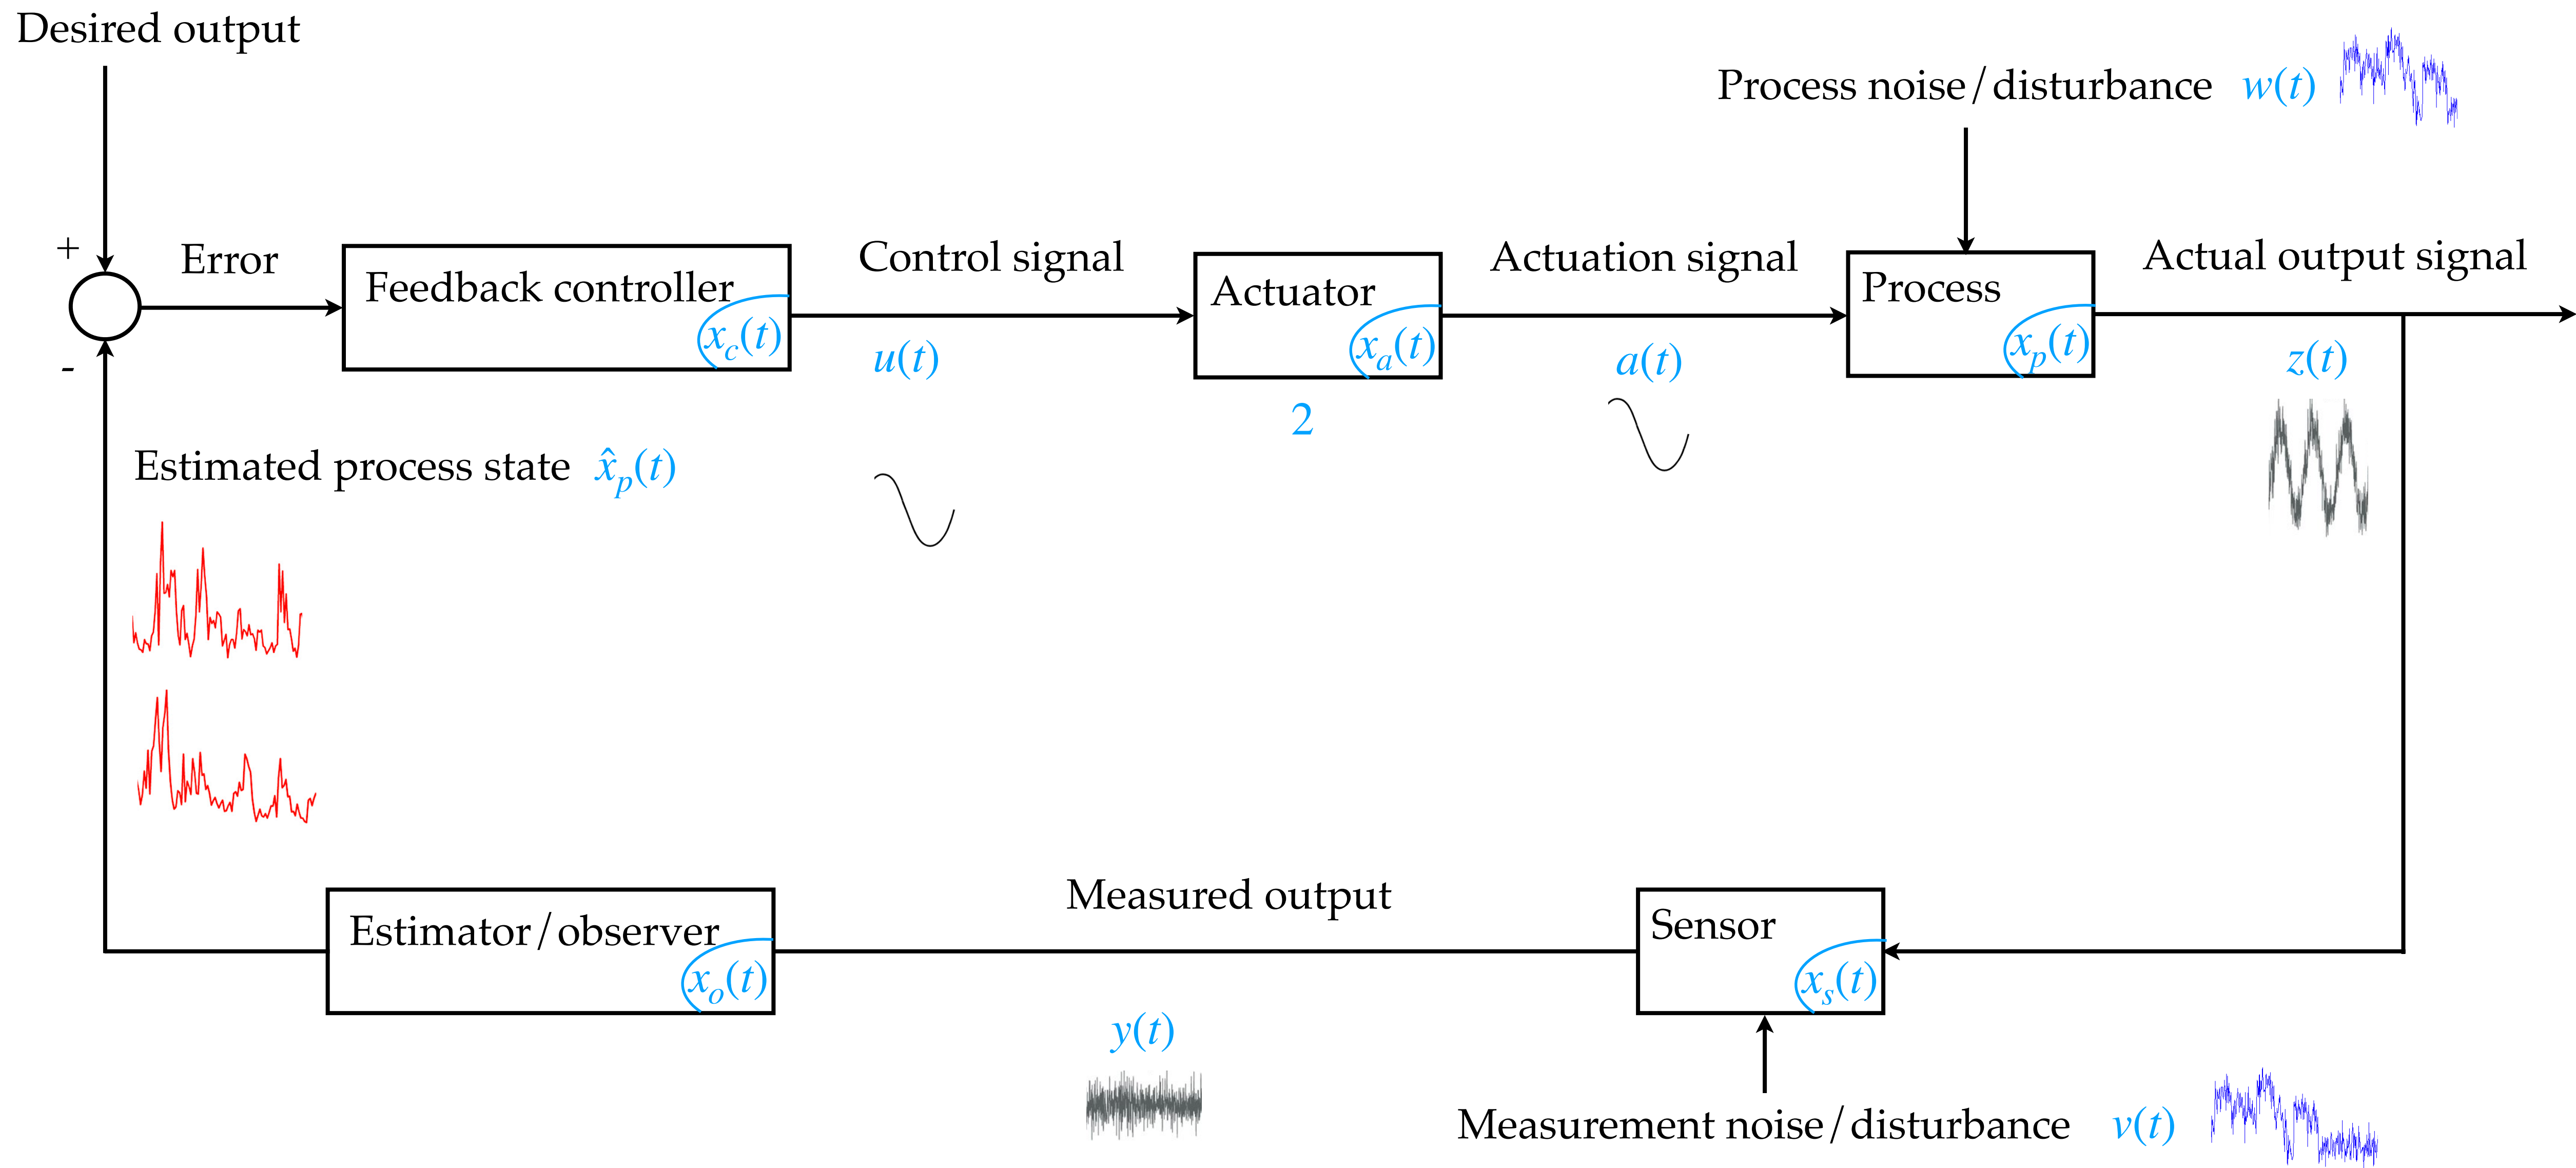 Desired output
Process noise/disturbance w(t)
+
Error
Feedback controller
x_c(t)
Control signal
u(t)
Actuator
x_a(t)
2
Actuation signal
a(t)
Process
x_p(t)
Actual output signal
z(t)
-
Estimated process state x̂_p(t)
Estimator/observer
x_o(t)
Measured output
y(t)
Sensor
x_s(t)
Measurement noise/disturbance v(t)